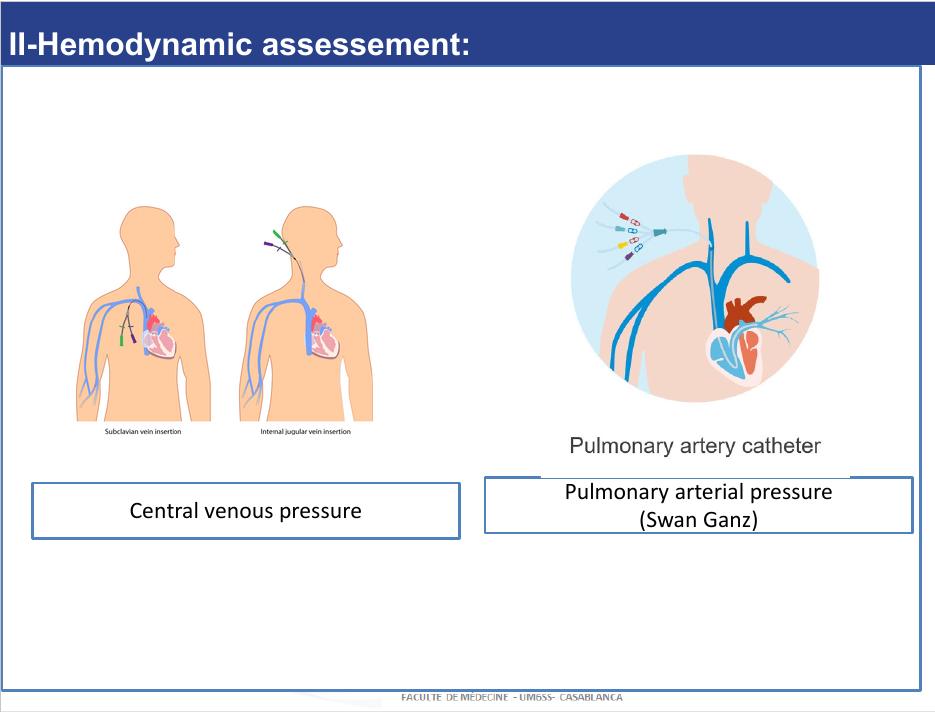 II-Hemodynamic assessement:
Subclavian vein insertion
Internal jugular vein insertion
Pulmonary artery catheter
Central venous pressure
Pulmonary arterial pressure
(Swan Ganz)
FACULTE DE MÉDECINE - UM6SS- CASABLANCA